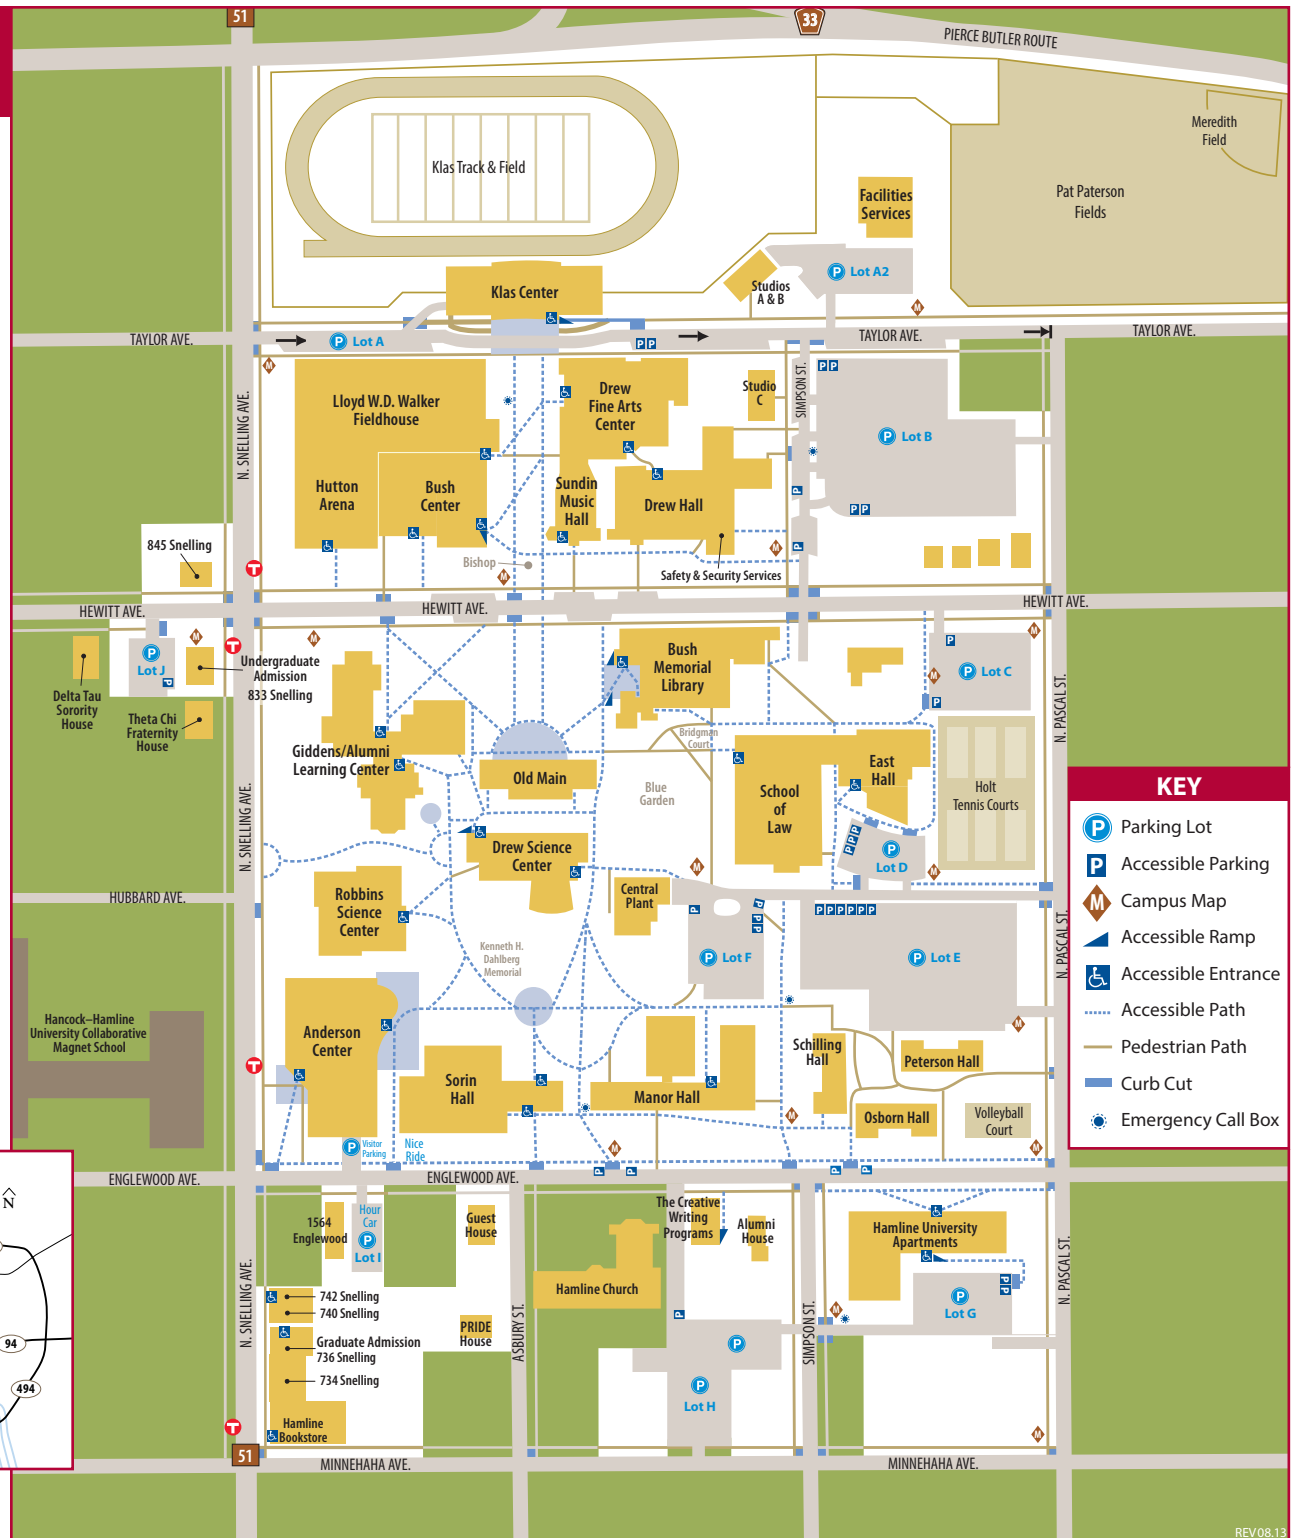 51
33
PIERCE BUTLER ROUTE
Meredith
Field
Klas Track & Field
Pat Paterson
Fields
Facilities
Services
P Lot A2
Studios
A & B
Klas Center
M
TAYLOR AVE.
P Lot A
P P
TAYLOR AVE.
TAYLOR AVE.
M
Lloyd W.D. Walker
Fieldhouse
Drew
Fine Arts
Center
Studio
C
SIMPSON ST.
P P
P Lot B
N. SNELLING AVE.
Hutton
Arena
Bush
Center
Sundin
Music
Hall
Drew Hall
P
P P
845 Snelling
Bishop
M
M
P
Safety & Security Services
T
HEWITT AVE.
HEWITT AVE.
HEWITT AVE.
M
M
T
M
P
Lot J
P
Undergraduate
Admission
833 Snelling
Delta Tau
Sorority
House
Theta Chi
Fraternity
House
Bush
Memorial
Library
P
P Lot C
M
P
N. PASCAL ST.
Bridgman
Court
Giddens/Alumni
Learning Center
Old Main
Blue
Garden
School
of
Law
East
Hall
Holt
Tennis Courts
N. SNELLING AVE.
Drew Science
Center
P P P
P
Lot D
M
M
HUBBARD AVE.
Robbins
Science
Center
Central
Plant
P
P
P P
P P P P P P
N. PASCAL ST.
Kenneth H.
Dahlberg
Memorial
P Lot F
P Lot E
Hancock–Hamline
University Collaborative
Magnet School
Anderson
Center
T
Sorin
Hall
Manor Hall
Schilling
Hall
Peterson Hall
M
Osborn Hall
Volleyball
Court
M
M
M
P
Visitor
Parking
Nice
Ride
ENGLEWOOD AVE.
ENGLEWOOD AVE.
P
P
P
P
1564
Englewood
Hour
Car
P
Lot I
Guest
House
The Creative
Writing
Programs
Alumni
House
Hamline University
Apartments
N. SNELLING AVE.
742 Snelling
740 Snelling
Graduate Admission
736 Snelling
734 Snelling
Hamline
Bookstore
PRIDE
House
ASBURY ST.
Hamline Church
P
P
P
Lot H
SIMPSON ST.
M
P
Lot G
P P
N. PASCAL ST.
M
T
51
MINNEHAHA AVE.
MINNEHAHA AVE.
KEY
P Parking Lot
P Accessible Parking
M Campus Map
Accessible Ramp
Accessible Entrance
Accessible Path
Pedestrian Path
Curb Cut
Emergency Call Box
N
94
494
REV 08.13